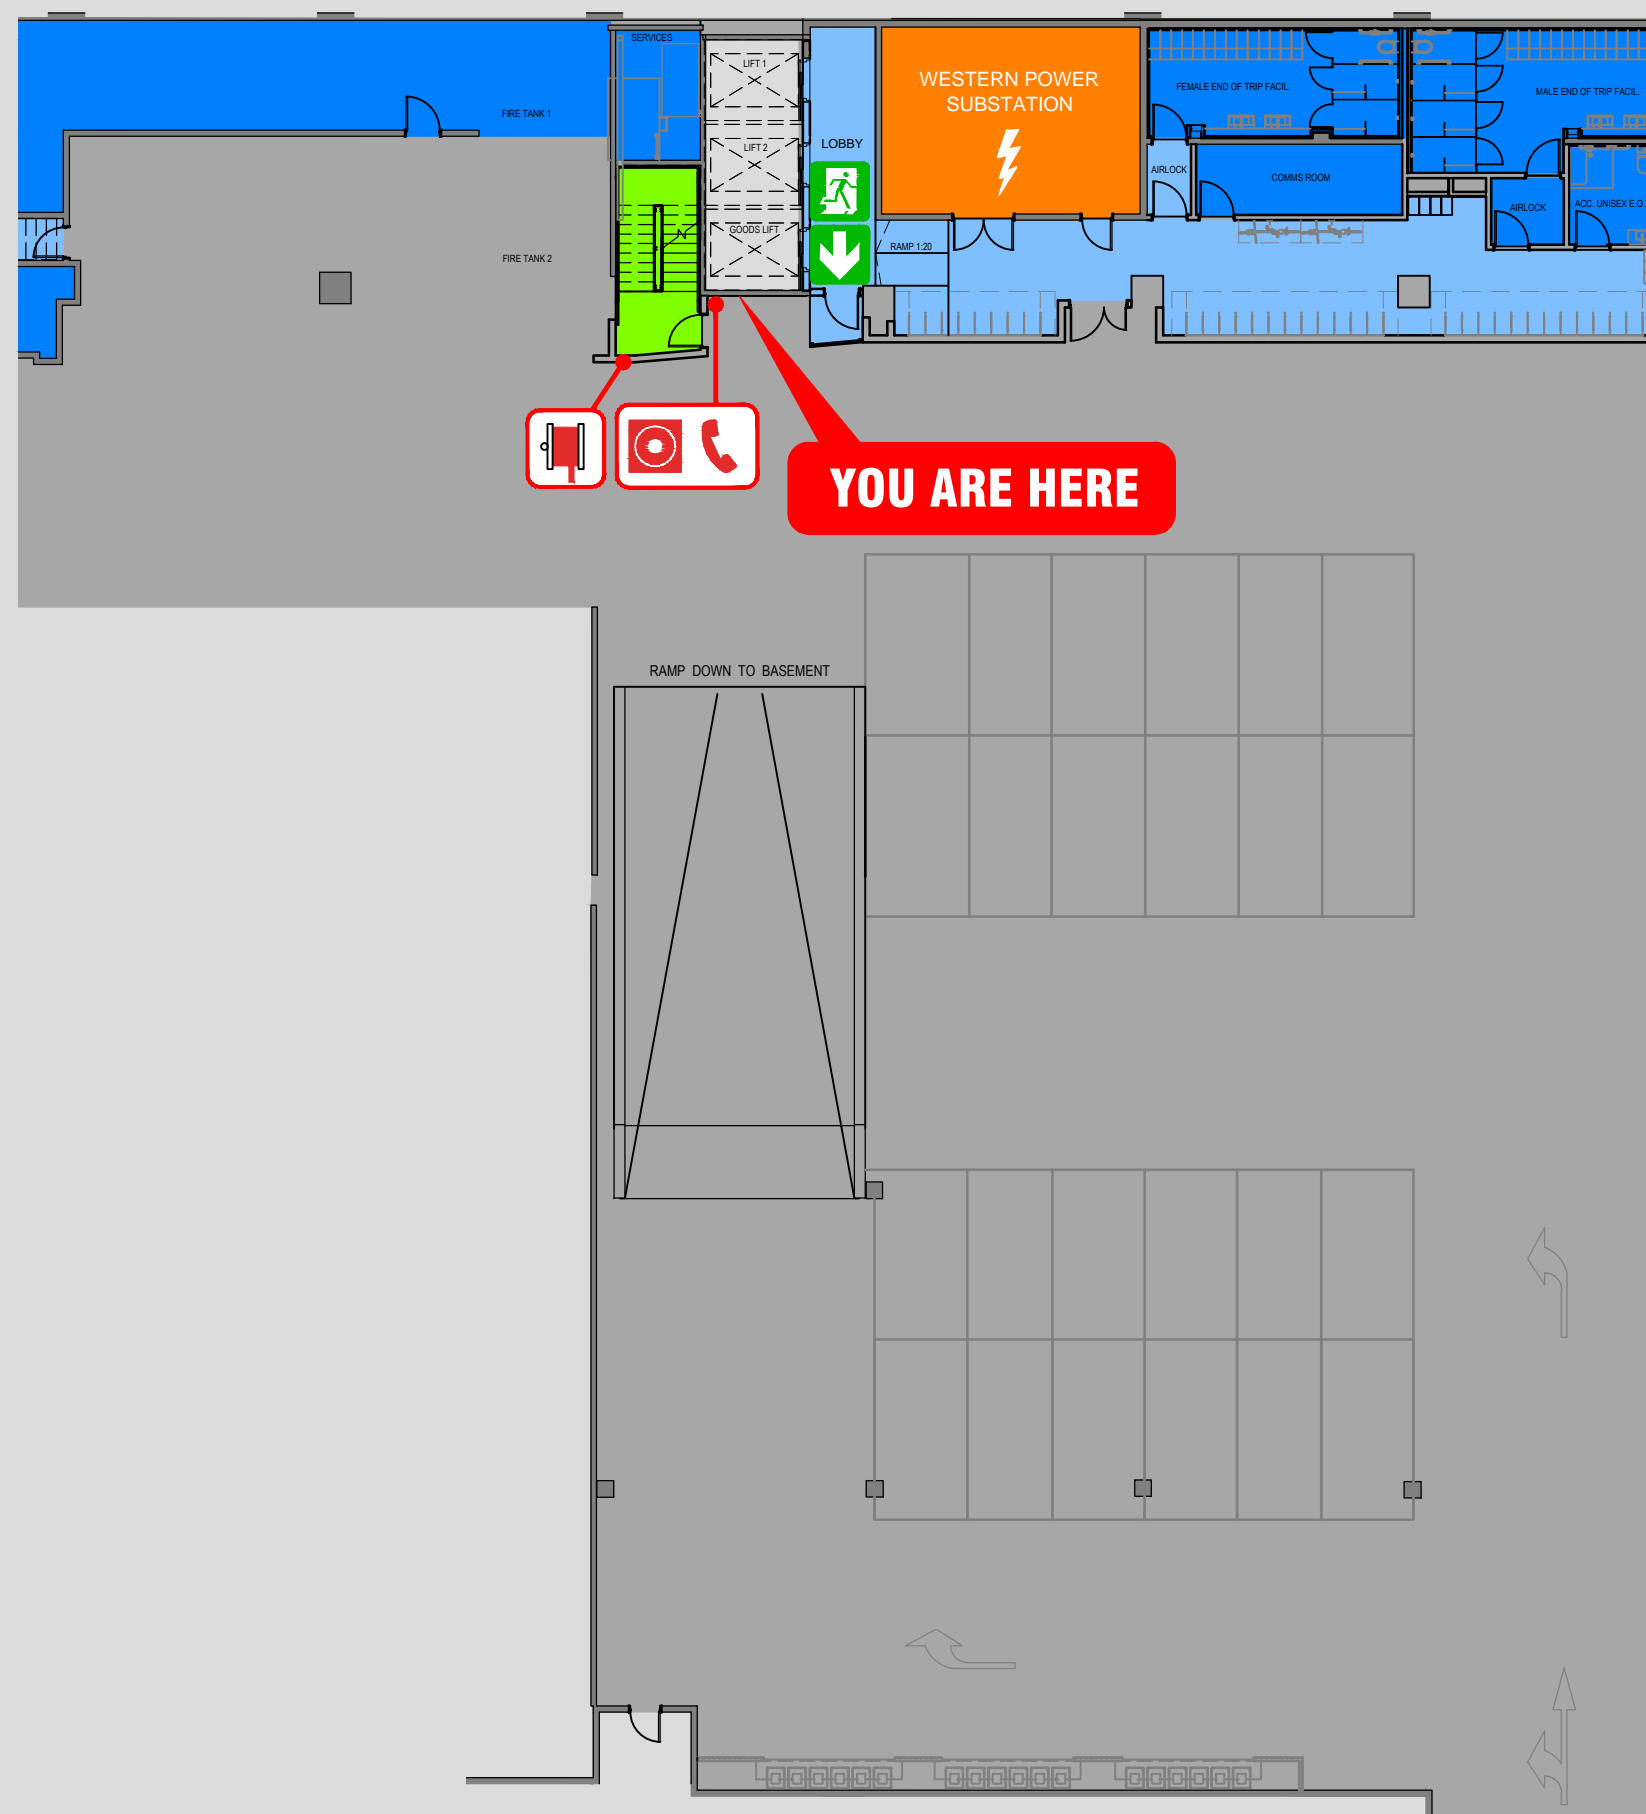 SERVICES
LIFT 1
WESTERN POWER
SUBSTATION
FEMALE END OF TRIP FACIL.
MALE END OF TRIP FACIL.
FIRE TANK 1
LIFT 2
LOBBY
AIRLOCK
COMMS ROOM
ACC. UNISEX E.O.
AIRLOCK
GOODS LIFT
N
RAMP 1:20
FIRE TANK 2
YOU ARE HERE
RAMP DOWN TO BASEMENT